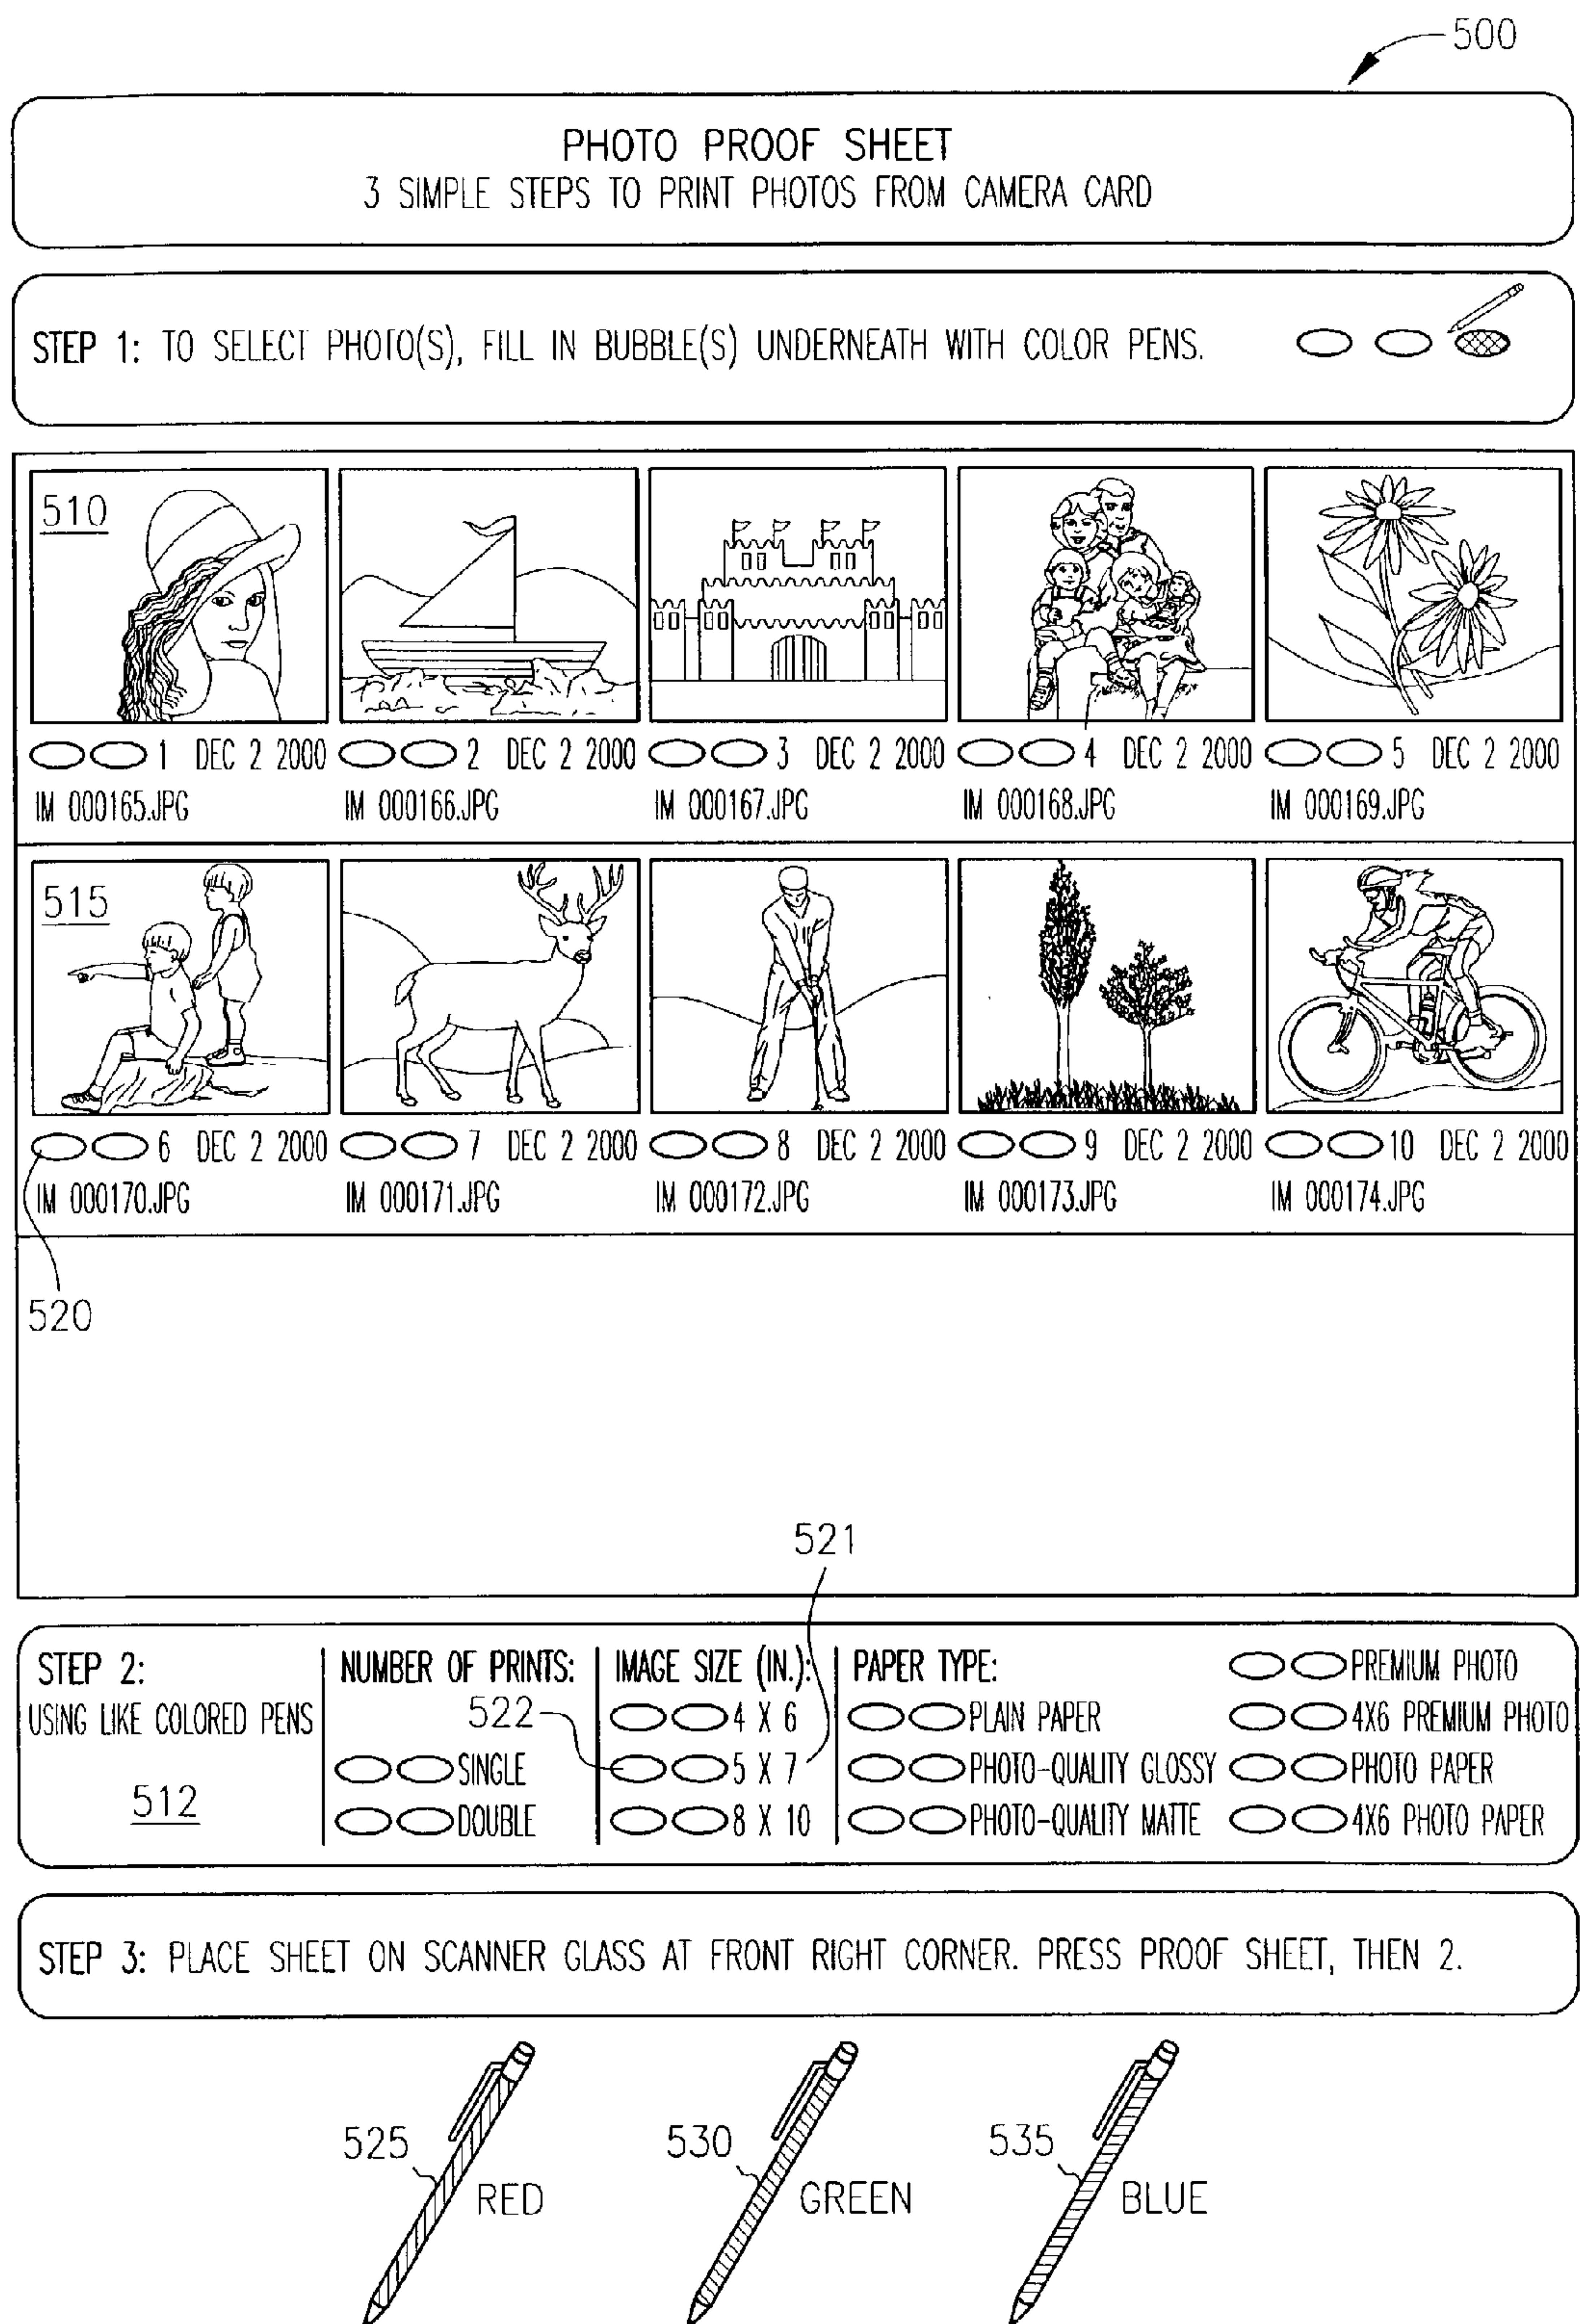 500
PHOTO PROOF SHEET
3 SIMPLE STEPS TO PRINT PHOTOS FROM CAMERA CARD
STEP 1: TO SELECT PHOTO(S), FILL IN BUBBLE(S) UNDERNEATH WITH COLOR PENS.
510
1 DEC 2 2000 2 DEC 2 2000 3 DEC 2 2000 4 DEC 2 2000 5 DEC 2 2000
IM 000165.JPG IM 000166.JPG IM 000167.JPG IM 000168.JPG IM 000169.JPG
515
6 DEC 2 2000 7 DEC 2 2000 8 DEC 2 2000 9 DEC 2 2000 10 DEC 2 2000
IM 000170.JPG IM 000171.JPG IM 000172.JPG IM 000173.JPG IM 000174.JPG
520
521
STEP 2:
USING LIKE COLORED PENS
512
NUMBER OF PRINTS:
522
SINGLE
DOUBLE
IMAGE SIZE (IN.):
4 X 6
5 X 7
8 X 10
PAPER TYPE:
PLAIN PAPER
PHOTO-QUALITY GLOSSY
PHOTO-QUALITY MATTE
PREMIUM PHOTO
4X6 PREMIUM PHOTO
PHOTO PAPER
4X6 PHOTO PAPER
STEP 3: PLACE SHEET ON SCANNER GLASS AT FRONT RIGHT CORNER. PRESS PROOF SHEET, THEN 2.
525 530 535
RED GREEN BLUE